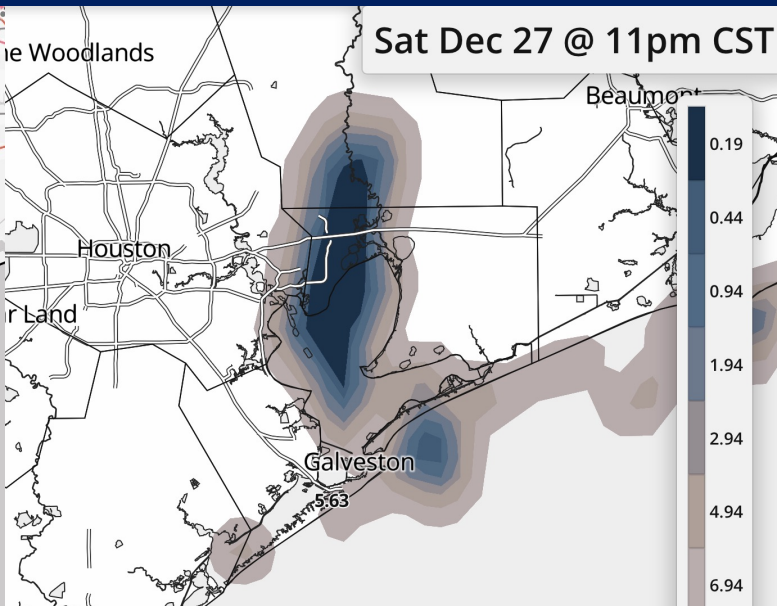 Sat Dec 27 @ 11pm CST
he Woodlands
Beaumont
0.19
0.44
Houston
0.94
r Land
1.94
2.94
Galveston
5.63
4.94
6.94